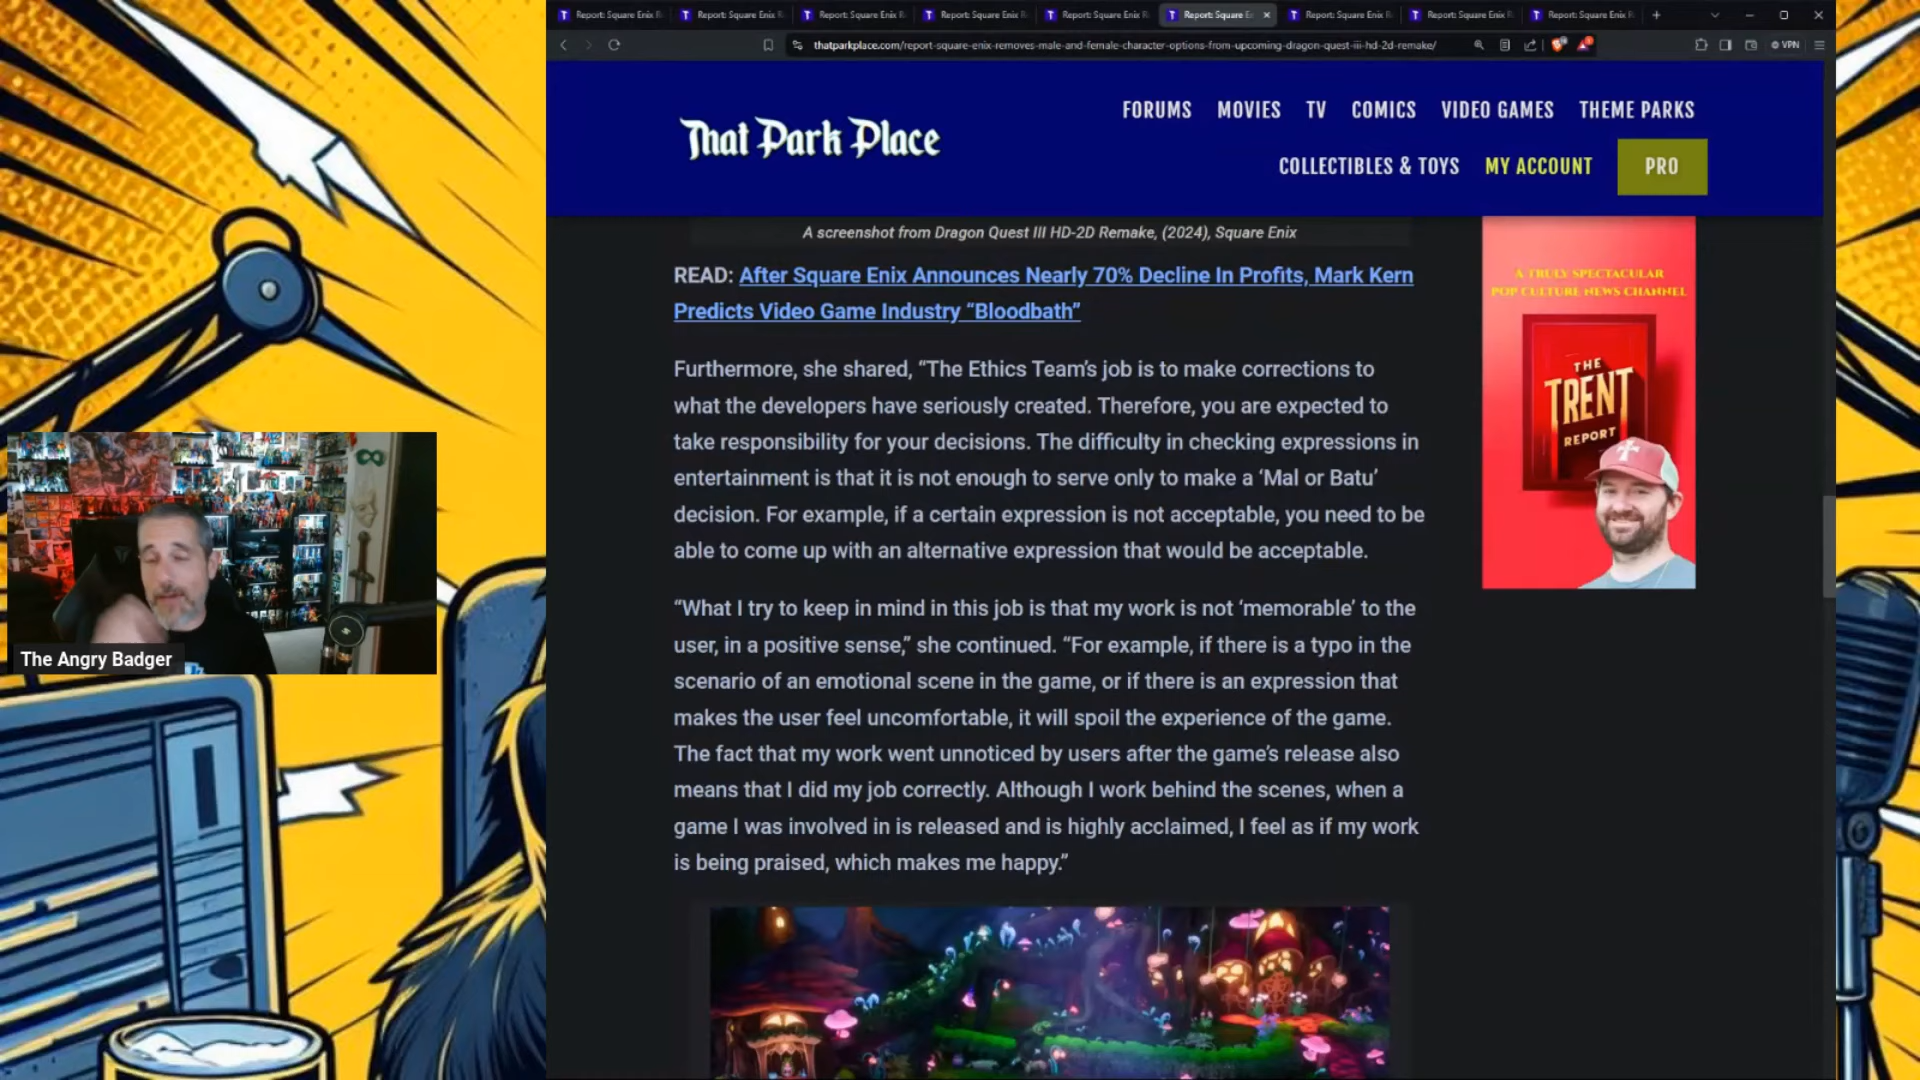 Report: Square Enix R
Report: Square Enix R
Report: Square Enix R
Report: Square Enix R
Report: Square Enix R
Report: Square E
Report: Square Enix R
Report: Square Enix R
Report: Square Enix R
thatparkplace.com/report-square-enix-removes-male-and-female-character-options-from-upcoming-dragon-quest-iii-hd-2d-remake/
VPN
That Park Place
FORUMS MOVIES TV COMICS VIDEO GAMES THEME PARKS
COLLECTIBLES & TOYS MY ACCOUNT PRO
A screenshot from Dragon Quest III HD-2D Remake, (2024), Square Enix
READ: After Square Enix Announces Nearly 70% Decline In Profits, Mark Kern
Predicts Video Game Industry “Bloodbath”
Furthermore, she shared, “The Ethics Team’s job is to make corrections to
what the developers have seriously created. Therefore, you are expected to
take responsibility for your decisions. The difficulty in checking expressions in
entertainment is that it is not enough to serve only to make a ‘Mal or Batu’
decision. For example, if a certain expression is not acceptable, you need to be
able to come up with an alternative expression that would be acceptable.
“What I try to keep in mind in this job is that my work is not ‘memorable’ to the
user, in a positive sense,” she continued. “For example, if there is a typo in the
scenario of an emotional scene in the game, or if there is an expression that
makes the user feel uncomfortable, it will spoil the experience of the game.
The fact that my work went unnoticed by users after the game’s release also
means that I did my job correctly. Although I work behind the scenes, when a
game I was involved in is released and is highly acclaimed, I feel as if my work
is being praised, which makes me happy.”
A TRULY SPECTACULAR
POP CULTURE NEWS CHANNEL
THE
TRENT
REPORT
The Angry Badger